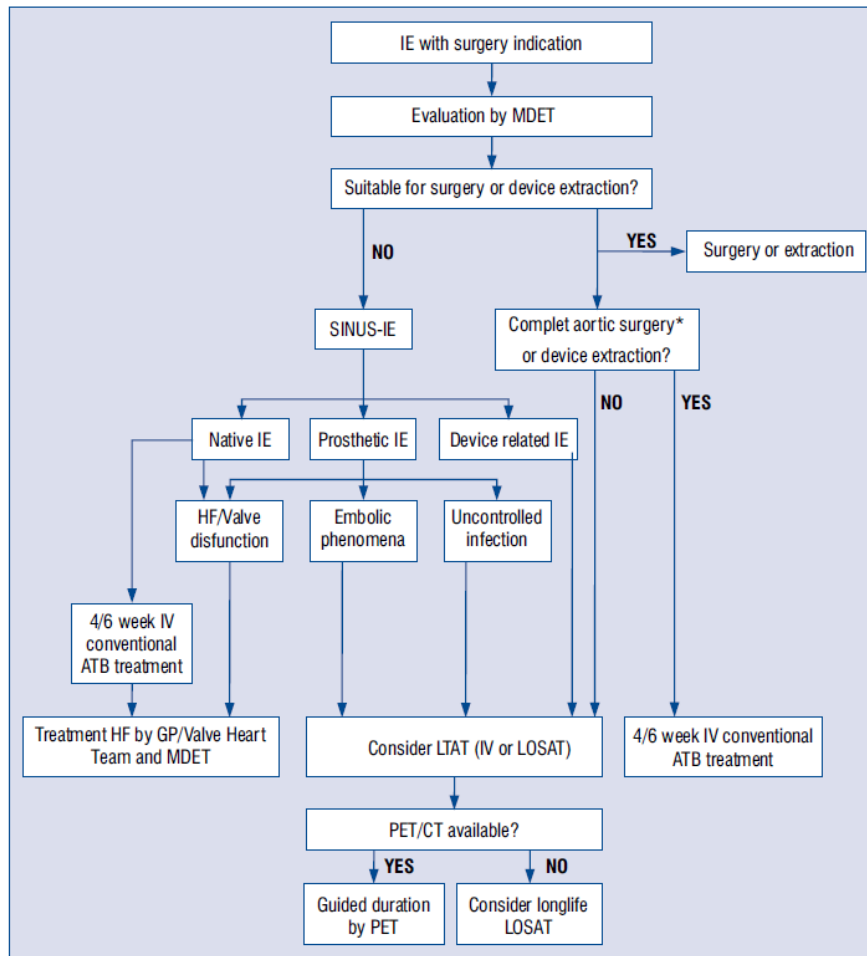 IE with surgery indication
Evaluation by MDET
Suitable for surgery or device extraction?
NO
YES
Surgery or extraction
SINUS-IE
Complet aortic surgery*
or device extraction?
NO
YES
Native IE
Prosthetic IE
Device related IE
HF/Valve
disfunction
Embolic
phenomena
Uncontrolled
infection
4/6 week IV
conventional
ATB treatment
Treatment HF by GP/Valve Heart
Team and MDET
Consider LTAT (IV or LOSAT)
4/6 week IV conventional
ATB treatment
PET/CT available?
YES
NO
Guided duration
by PET
Consider longlife
LOSAT